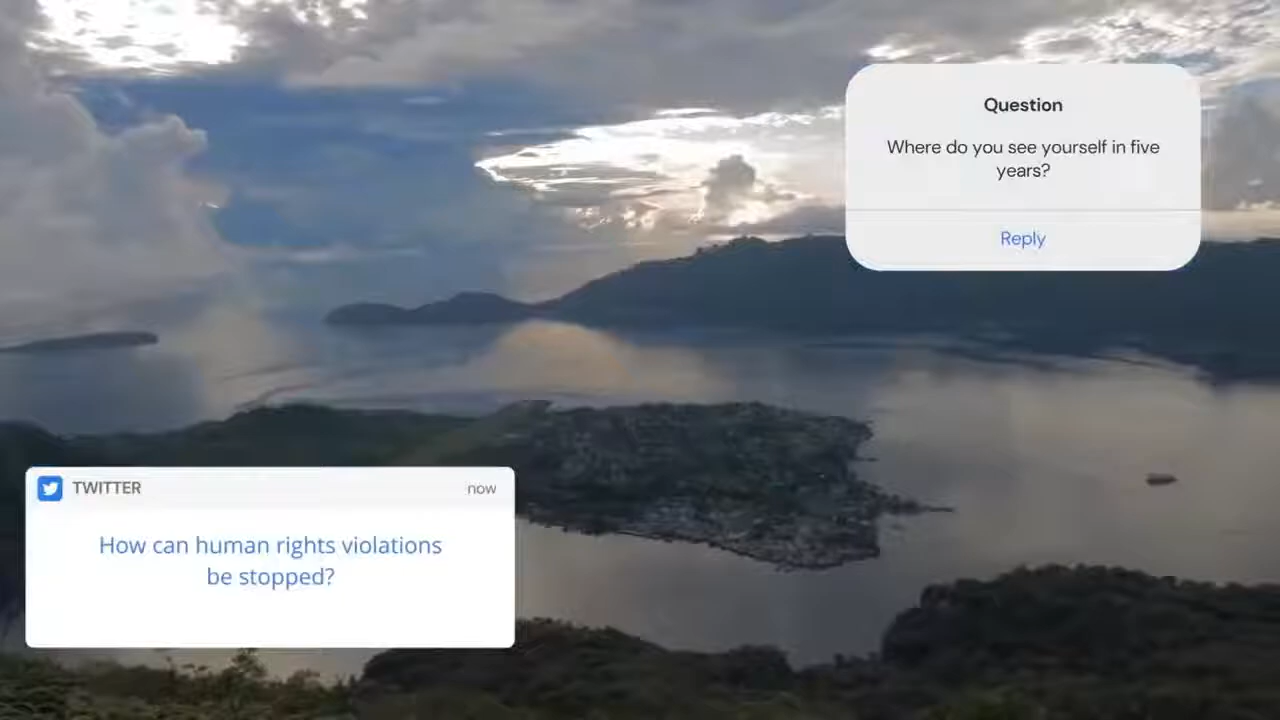 Question
Where do you see yourself in five
years?
Reply
TWITTER now
How can human rights violations
be stopped?